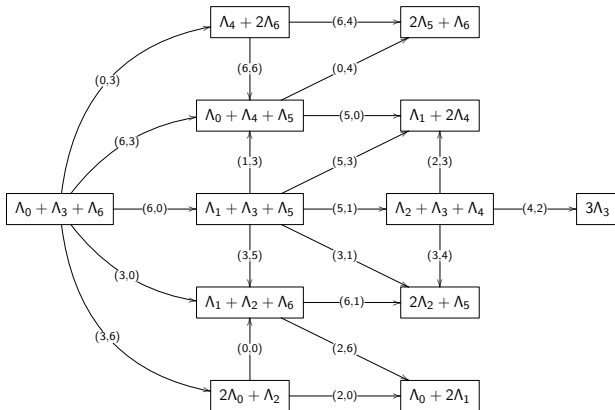 Λ₄ + 2Λ₆ (6,4) 2Λ₅ + Λ₆
(0,3) (6,6) (0,4)
(6,3) Λ₀ + Λ₄ + Λ₅ (5,0) Λ₁ + 2Λ₄
(1,3) (5,3) (2,3)
Λ₀ + Λ₃ + Λ₆ (6,0) Λ₁ + Λ₃ + Λ₅ (5,1) Λ₂ + Λ₃ + Λ₄ (4,2) 3Λ₃
(3,5) (3,1) (3,4)
(3,0) Λ₁ + Λ₂ + Λ₆ (6,1) 2Λ₂ + Λ₅
(3,6) (0,0) (2,6)
2Λ₀ + Λ₂ (2,0) Λ₀ + 2Λ₁